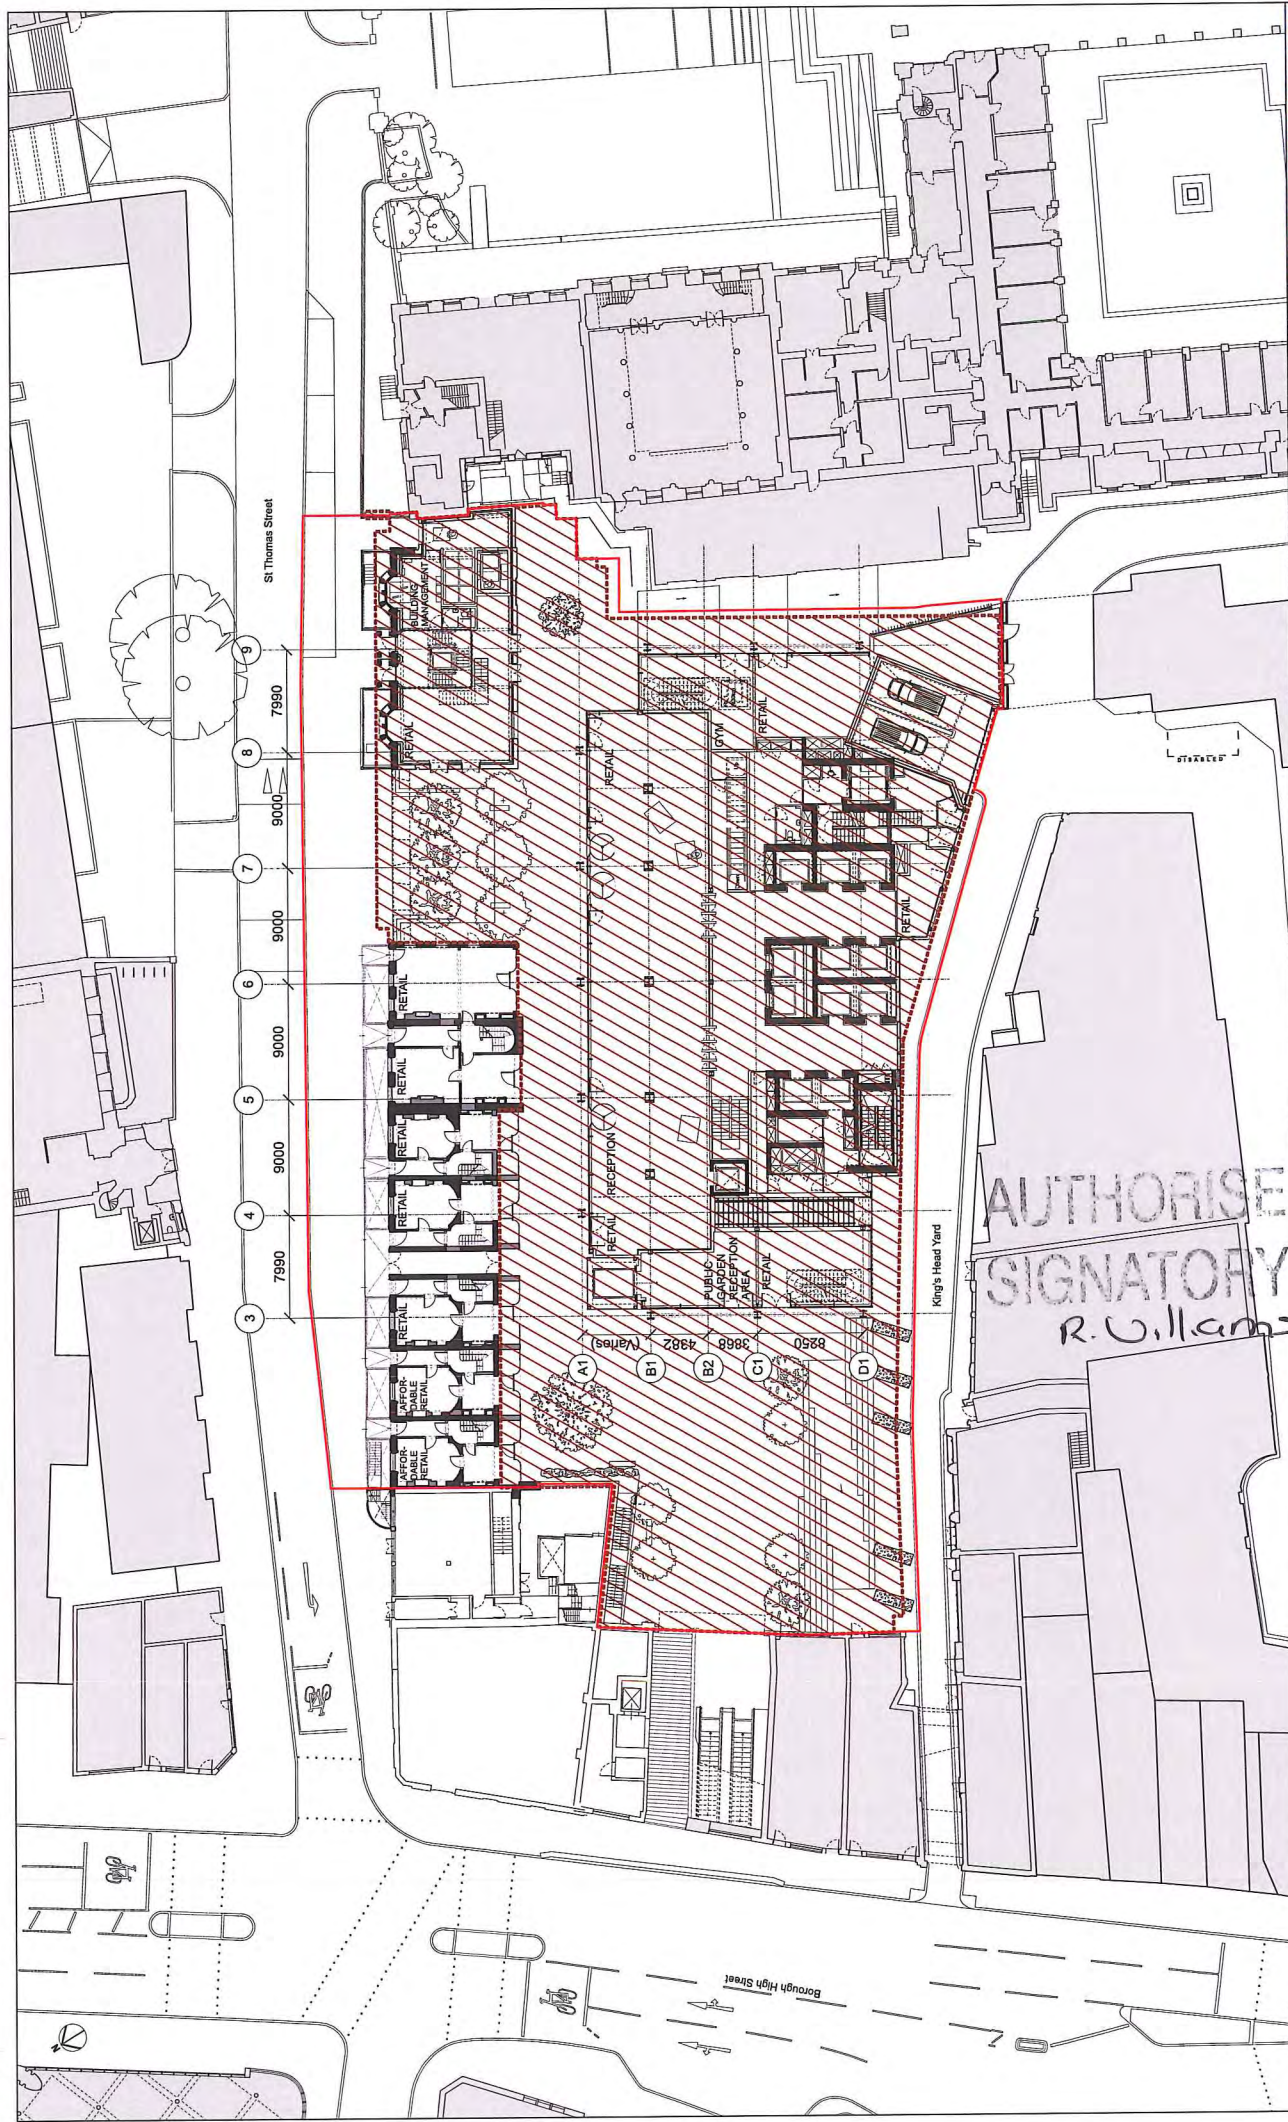 St Thomas Street
9
7990
8
9000
7
9000
6
9000
5
9000
4
7990
3
BUILDING
MANAGEMENT
RETAIL
RETAIL
RETAIL
RETAIL
RETAIL
RETAIL
AFFOR-
DABLE
RETAIL
AFFOR-
DABLE
RETAIL
RETAIL
GYM
RETAIL
RETAIL
RECEPTION
RETAIL
PUBLIC
GARDEN
RECEPTION
AREA
RETAIL
A1
(Varies)
B1
4382
B2
3868
C1
8250
D1
King's Head Yard
DISABLED
Borough High Street
N
AUTHORISE
SIGNATORY